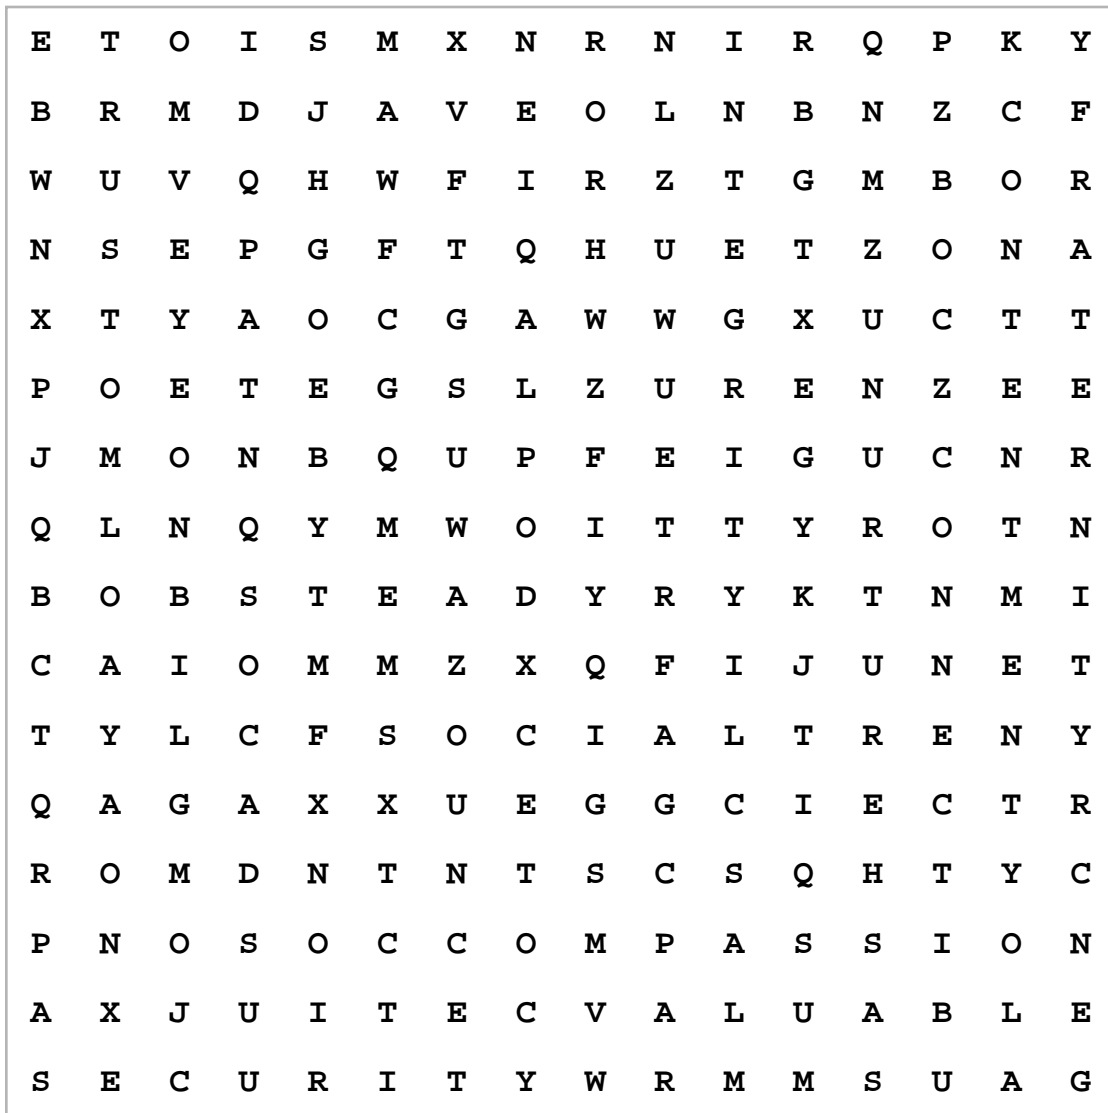 E T O I S M X N R N I R Q P K Y
B R M D J A V E O L N B N Z C F
W U V Q H W F I R Z T G M B O R
N S E P G F T Q H U E T Z O N A
X T Y A O C G A W W G X U C T T
P O E T E G S L Z U R E N Z E E
J M O N B Q U P F E I G U C N R
Q L N Q Y M W O I T T Y R O T N
B O B S T E A D Y R Y K T N M I
C A I O M M Z X Q F I J U N E T
T Y L C F S O C I A L T R E N Y
Q A G A X X U E G G C I E C T R
R O M D N T N T S C S Q H T Y C
P N O S O C C O M P A S S I O N
A X J U I T E C V A L U A B L E
S E C U R I T Y W R M M S U A G